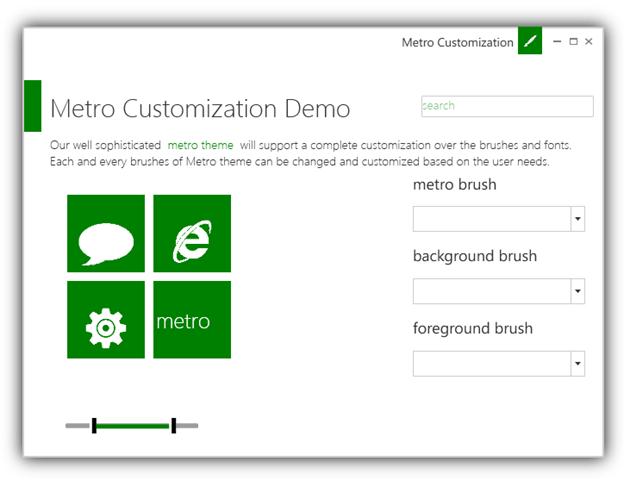 Metro Customization
Metro Customization Demo
search
Our well sophisticated metro theme will support a complete customization over the brushes and fonts.
Each and every brushes of Metro theme can be changed and customized based on the user needs.
metro brush
background brush
foreground brush
metro